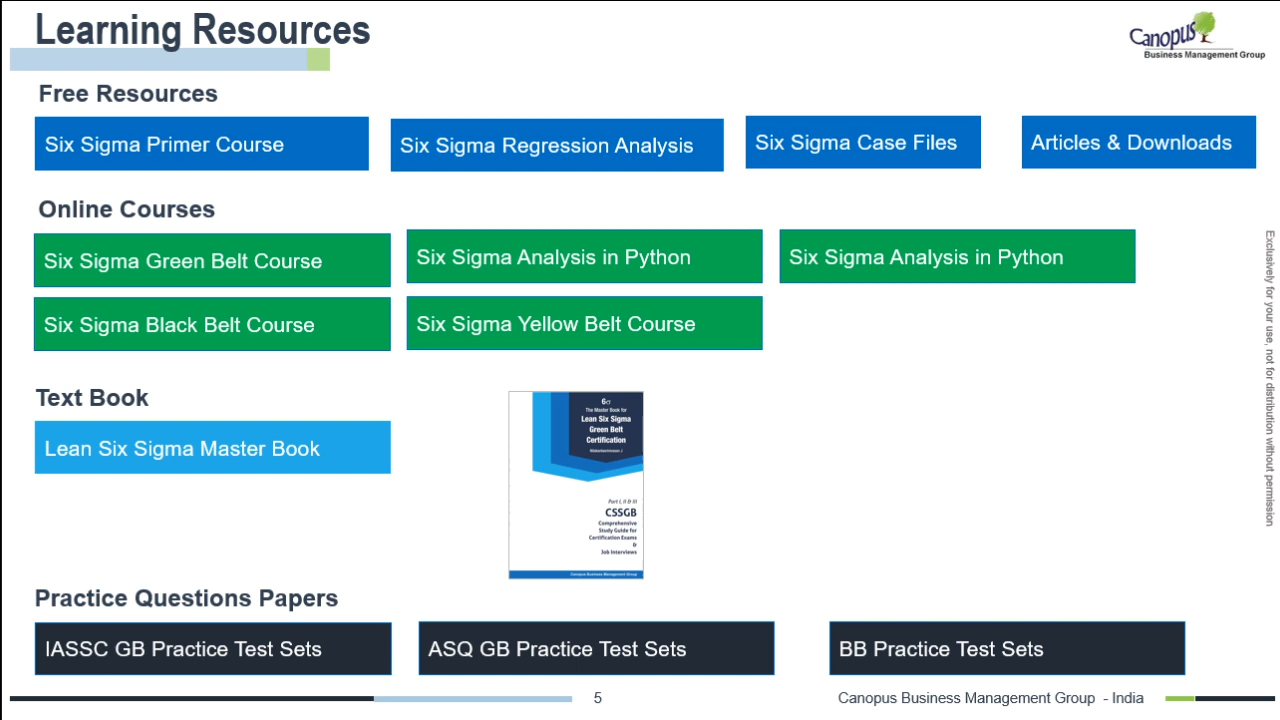 Learning Resources
Canopus
Business Management Group
Free Resources
Six Sigma Primer Course
Six Sigma Regression Analysis
Six Sigma Case Files
Articles & Downloads
Online Courses
Six Sigma Green Belt Course
Six Sigma Analysis in Python
Six Sigma Analysis in Python
Six Sigma Black Belt Course
Six Sigma Yellow Belt Course
Exclusively for your use, not for distribution without permission
Text Book
Lean Six Sigma Master Book
6σ
The Master Book for
Lean Six Sigma
Green Belt
Certification
Part I, II & III
CSSGB
Comprehensive
Study Guide for
Certification Exams
&
Job Interviews
Canopus Business Management Group
Practice Questions Papers
IASSC GB Practice Test Sets
ASQ GB Practice Test Sets
BB Practice Test Sets
5
Canopus Business Management Group - India